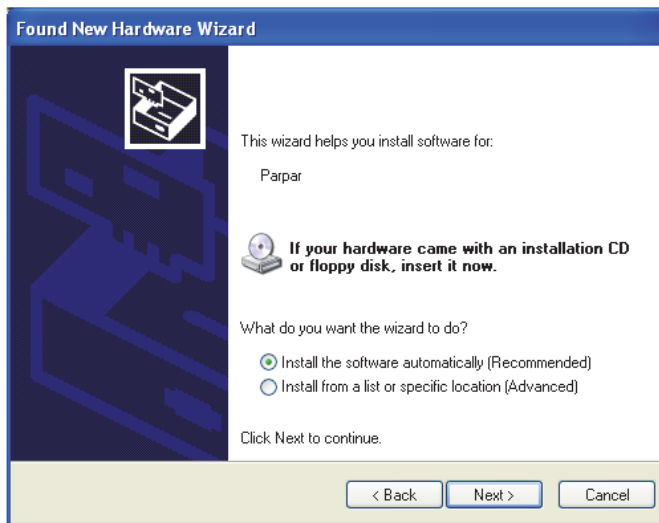 Found New Hardware Wizard
This wizard helps you install software for:
Parpar
If your hardware came with an installation CD
or floppy disk, insert it now.
What do you want the wizard to do?
Install the software automatically (Recommended)
Install from a list or specific location (Advanced)
Click Next to continue.
< Back
Next >
Cancel